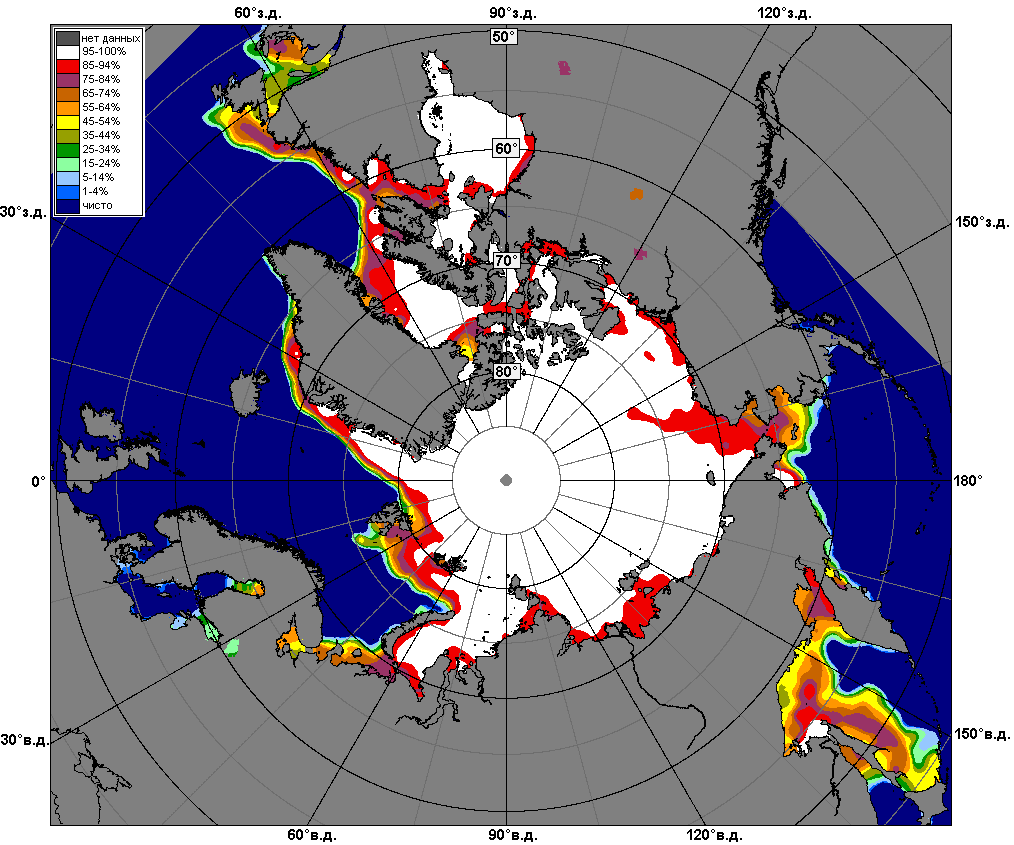 60°з.д.
90°з.д.
120°з.д.
нет данных
95-100%
85-94%
75-84%
65-74%
55-64%
45-54%
35-44%
25-34%
15-24%
5-14%
1-4%
чисто
50°
60°
70°
80°
30°з.д.
150°з.д.
0°
180°
30°в.д.
150°в.д.
60°в.д.
90°в.д.
120°в.д.